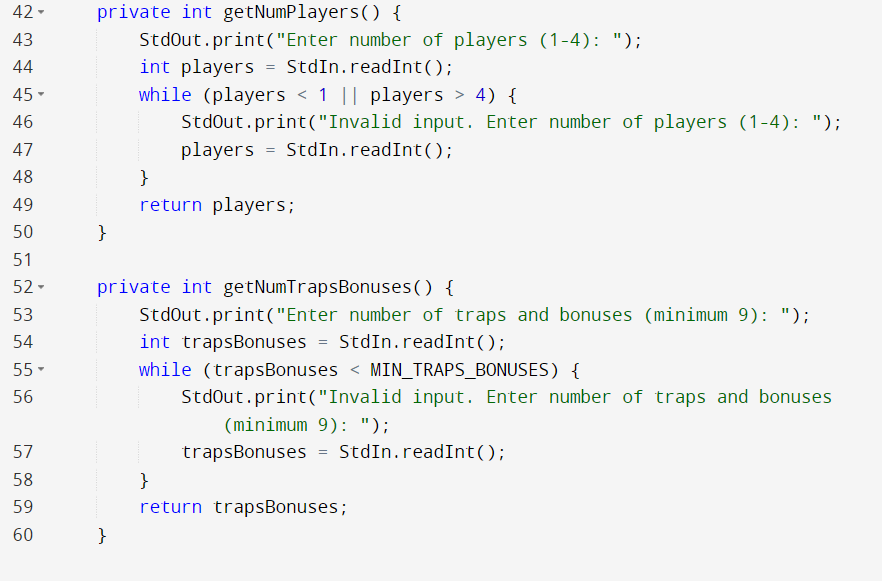 42    private int getNumPlayers() {
43        StdOut.print("Enter number of players (1-4): ");
44        int players = StdIn.readInt();
45        while (players < 1 || players > 4) {
46            StdOut.print("Invalid input. Enter number of players (1-4): ");
47            players = StdIn.readInt();
48        }
49        return players;
50    }
51
52    private int getNumTrapsBonuses() {
53        StdOut.print("Enter number of traps and bonuses (minimum 9): ");
54        int trapsBonuses = StdIn.readInt();
55        while (trapsBonuses < MIN_TRAPS_BONUSES) {
56            StdOut.print("Invalid input. Enter number of traps and bonuses
                (minimum 9): ");
57            trapsBonuses = StdIn.readInt();
58        }
59        return trapsBonuses;
60    }